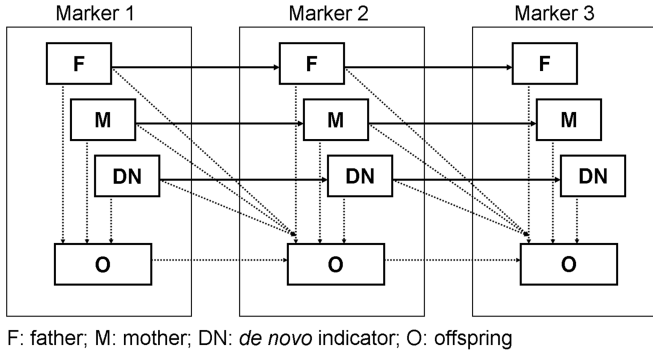 Marker 1 Marker 2 Marker 3
F F F
M M M
DN DN DN
O O O
F: father; M: mother; DN: de novo indicator; O: offspring